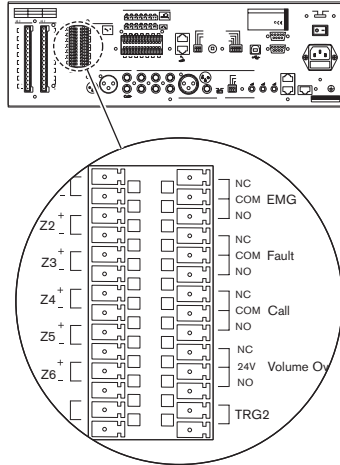 NC
COM EMG
NO
Z2 + -
NC
Z3 + -
COM Fault
NO
Z4 + -
NC
COM Call
NO
Z5 + -
NC
Z6 + -
24V Volume Ov
NO
TRG2